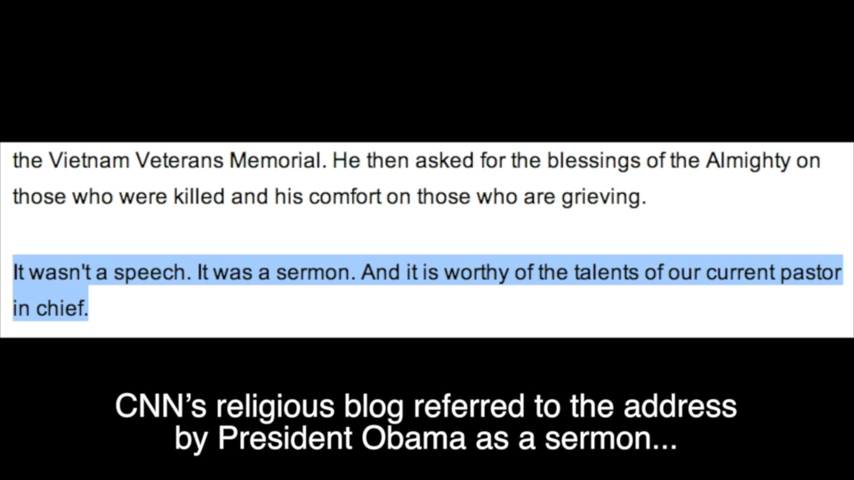 the Vietnam Veterans Memorial. He then asked for the blessings of the Almighty on
those who were killed and his comfort on those who are grieving.
It wasn't a speech. It was a sermon. And it is worthy of the talents of our current pastor
in chief.
CNN's religious blog referred to the address
by President Obama as a sermon...